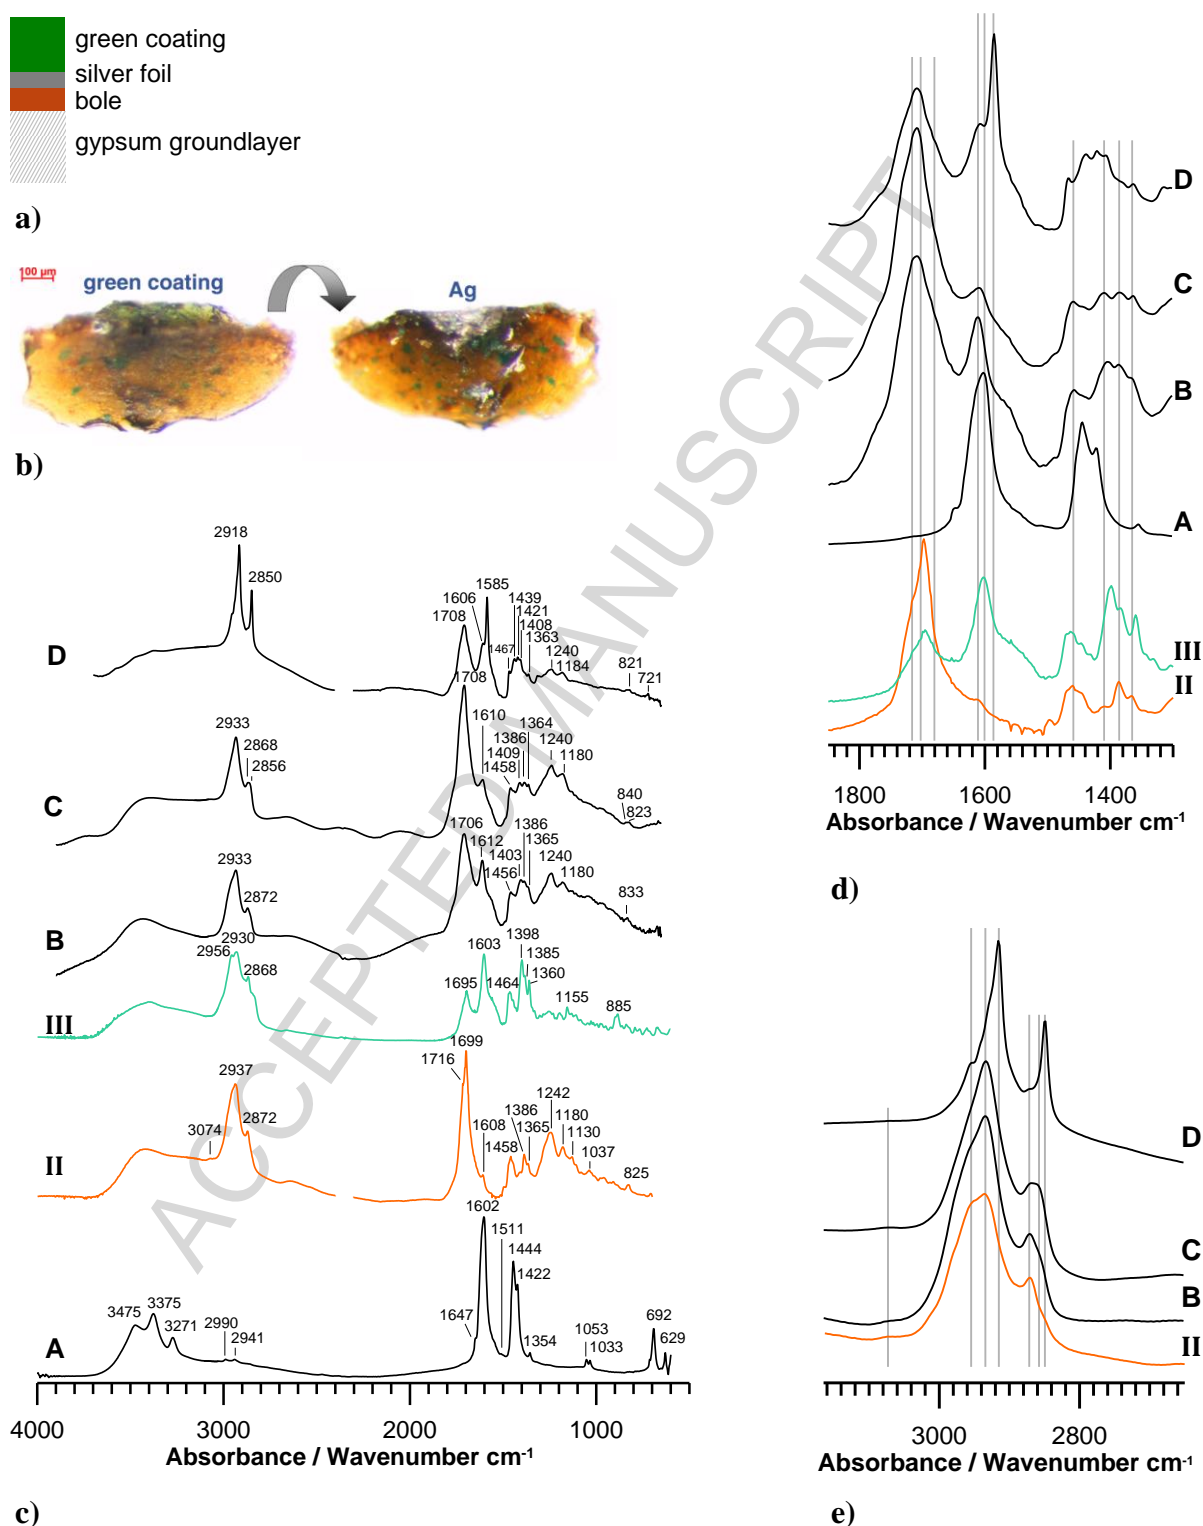 green coating
silver foil
bole
gypsum groundlayer
a)
100 µm
green coating
Ag
b)
ACCEPTED MANUSCRIPT
2918
2850
1585
1606
1439
1421
1708
1408
1363
1467
1240
1184
821
721
D
1708
2933
2868
2856
1610
1386
1364
1409
1458
1240
1180
840
823
C
1706
2933
2872
1612
1386
1403
1365
1456
1240
1180
833
B
2930
2956
2868
1603
1398
1385
1695
1464
1360
1155
885
III
1699
1716
2937
2872
3074
1242
1386
1180
1608
1365
1130
1458
1037
825
II
1602
1511
1444
1422
3475
3375
3271
2990
2941
1647
1354
1053
1033
692
629
A
4000 3000 2000 1000
Absorbance / Wavenumber cm-1
c)
D
C
B
A
III
II
1800 1600 1400
Absorbance / Wavenumber cm-1
d)
D
C
B
II
3000 2800
Absorbance / Wavenumber cm-1
e)